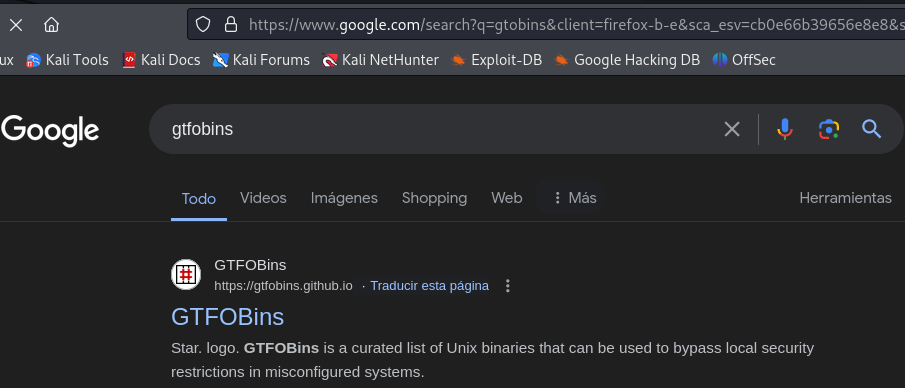 https://www.google.com/search?q=gtobins&client=firefox-b-e&sca_esv=cb0e66b39656e8e8&s
ux Kali Tools Kali Docs Kali Forums Kali NetHunter Exploit-DB Google Hacking DB OffSec
Google gtfobins
Todo Videos Imágenes Shopping Web Más Herramientas
GTFOBins
https://gtfobins.github.io · Traducir esta página
GTFOBins
Star. logo. GTFOBins is a curated list of Unix binaries that can be used to bypass local security
restrictions in misconfigured systems.